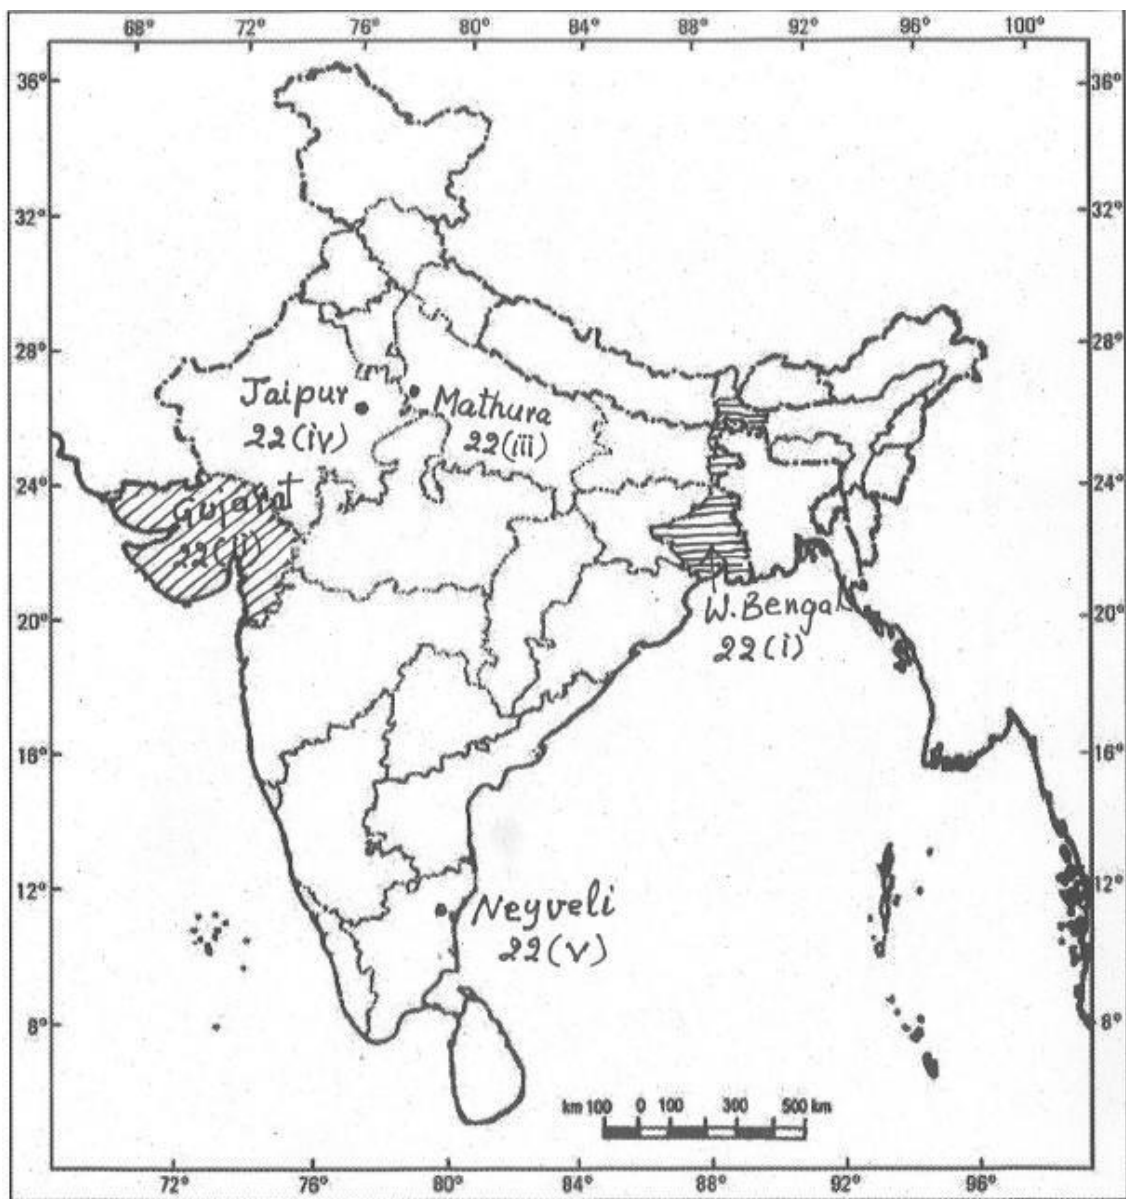 68° 72° 76° 80° 84° 88° 92° 96° 100°
36° 36°
32° 32°
28° 28°
Jaipur
22(iv)
Mathura
22(iii)
24° 24°
Gujarat
22(ii)
20° 20°
W.Bengal
22(i)
16° 16°
12° 12°
Neyveli
22(v)
8° 8°
km 100 0 100 300 500 km
72° 76° 80° 84° 88° 92° 96°